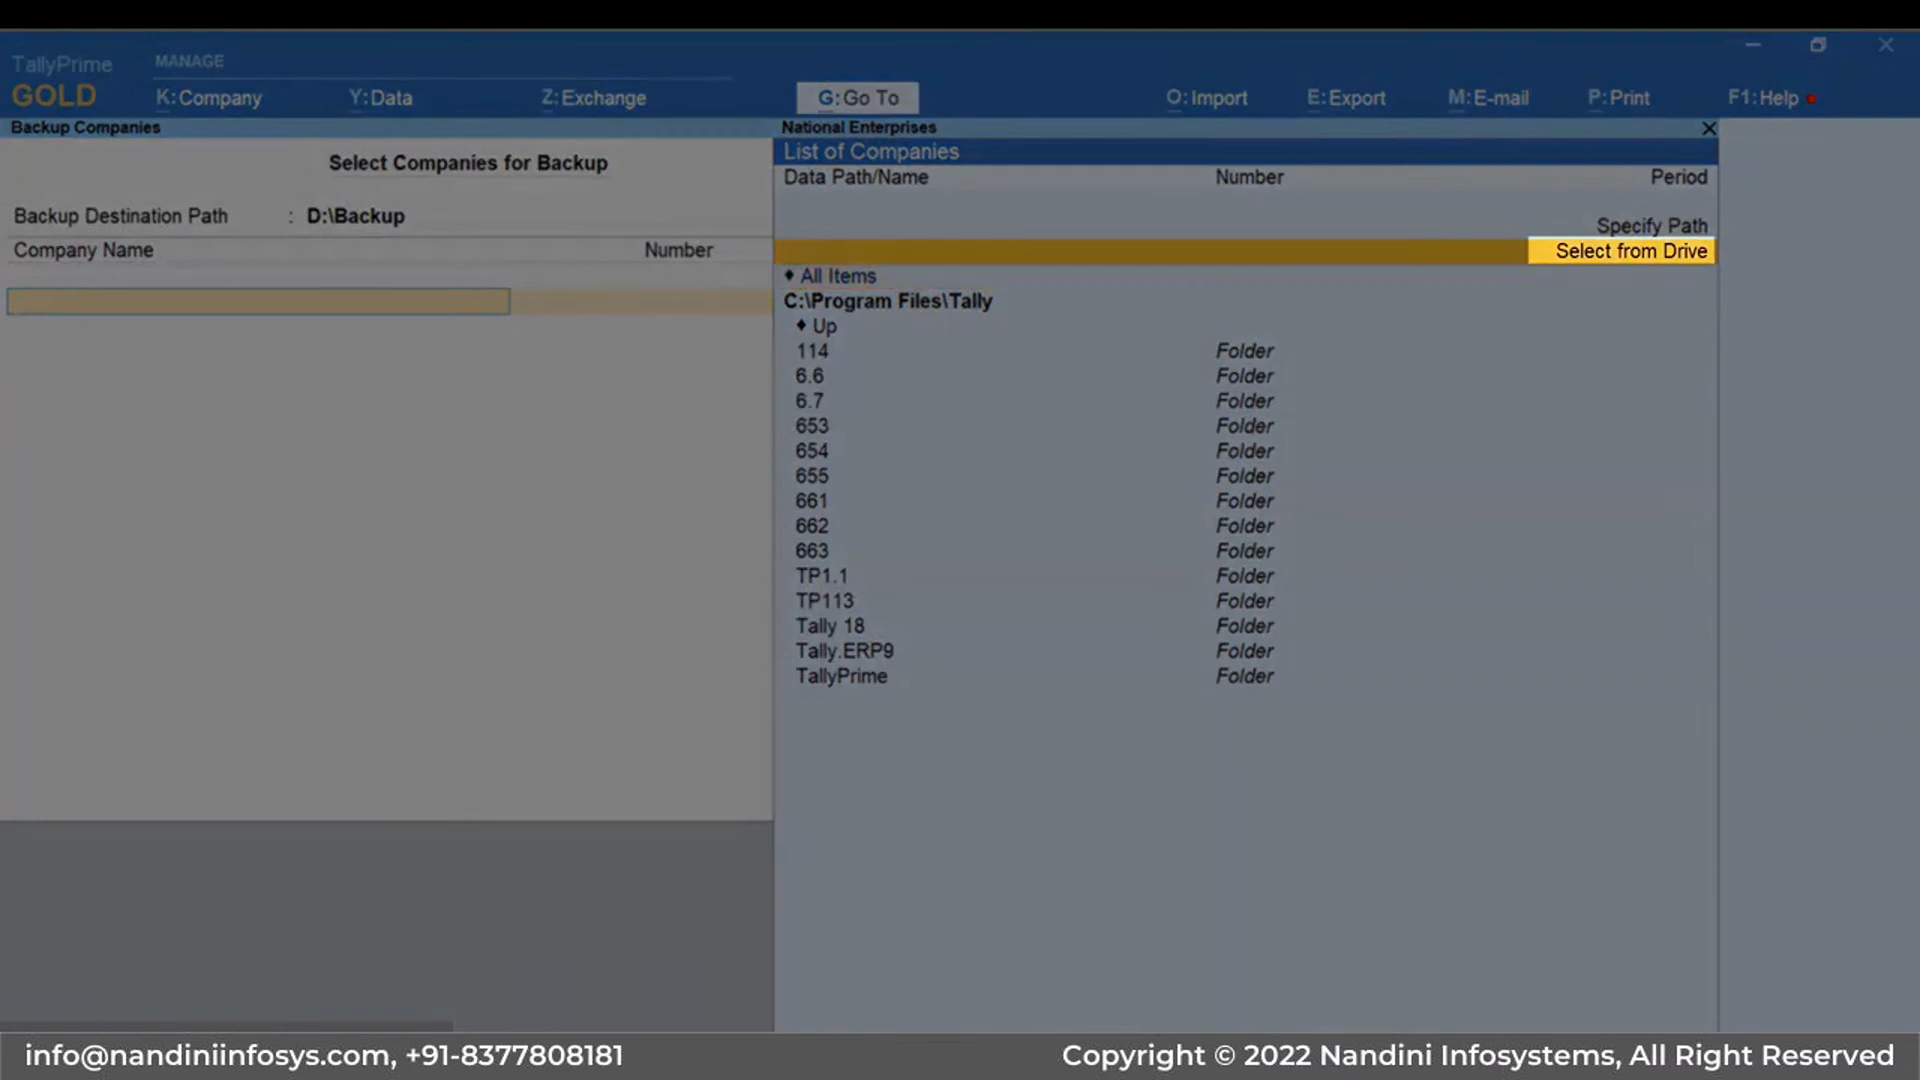 TallyPrime
GOLD
MANAGE
K:Company
Y:Data
Z:Exchange
G:Go To
O:Import
E:Export
M:E-mail
P:Print
F1:Help
Backup Companies
Select Companies for Backup
Backup Destination Path : D:\Backup
Company Name Number
National Enterprises
List of Companies
Data Path/Name Number Period
Specify Path
Select from Drive
♦ All Items
C:\Program Files\Tally
♦ Up
114 Folder
6.6 Folder
6.7 Folder
653 Folder
654 Folder
655 Folder
661 Folder
662 Folder
663 Folder
TP1.1 Folder
TP113 Folder
Tally 18 Folder
Tally.ERP9 Folder
TallyPrime Folder
info@nandiniinfosys.com, +91-8377808181
Copyright © 2022 Nandini Infosystems, All Right Reserved